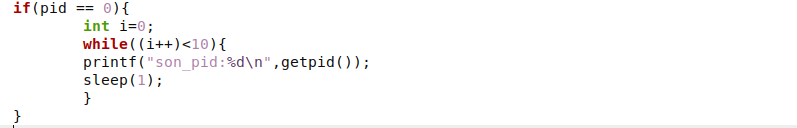 if(pid == 0){
        int i=0;
        while((i++)<10){
        printf("son_pid:%d\n",getpid());
        sleep(1);
        }
}